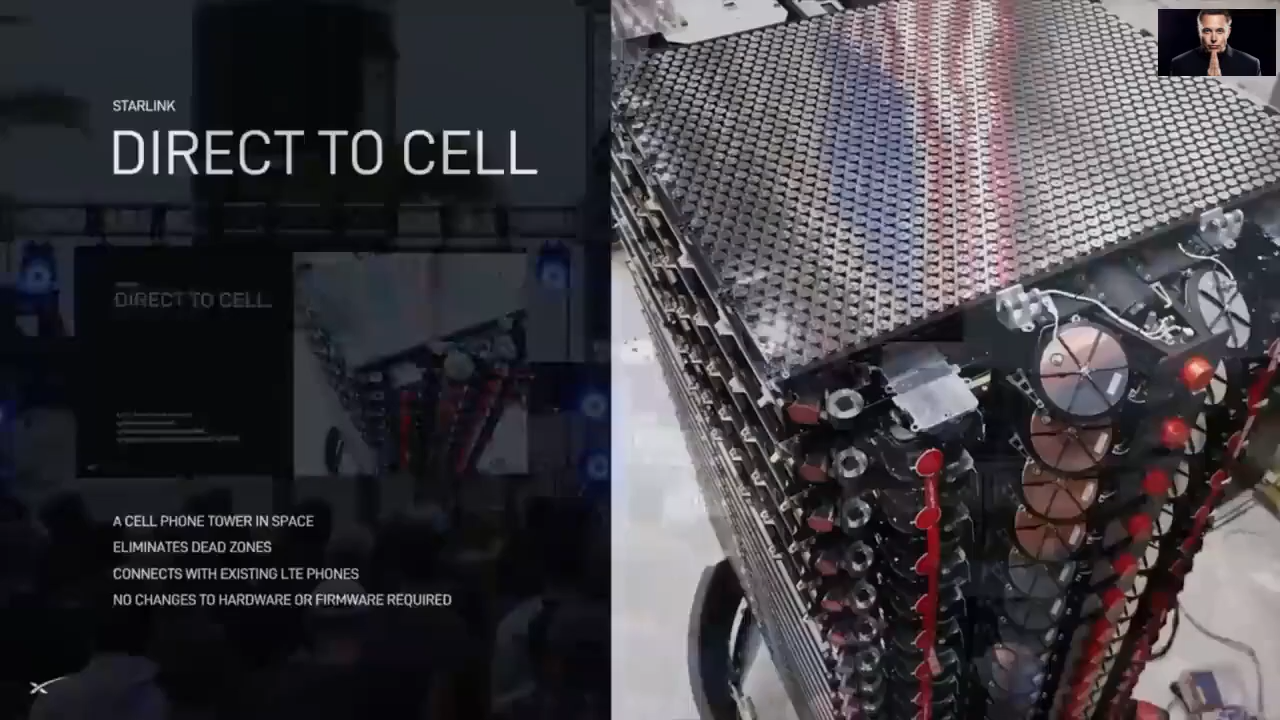 STARLINK
DIRECT TO CELL
DIRECT TO CELL
A CELL PHONE TOWER IN SPACE
ELIMINATES DEAD ZONES
CONNECTS WITH EXISTING LTE PHONES
NO CHANGES TO HARDWARE OR FIRMWARE REQUIRED